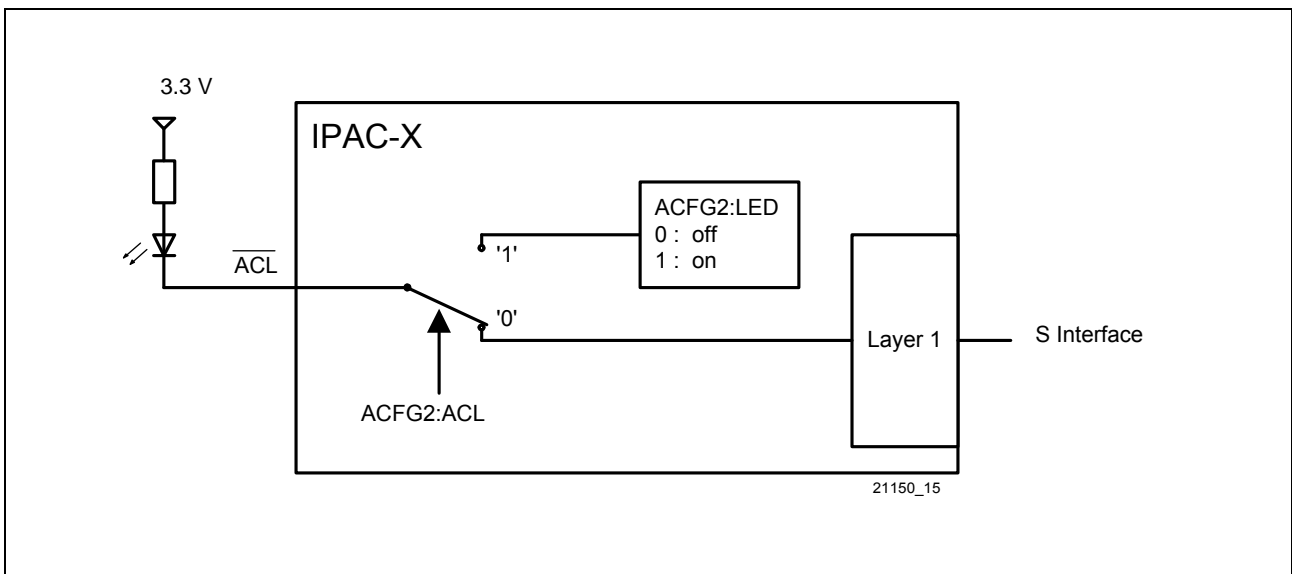 3.3 V
IPAC-X
ACFG2:LED
0 : off
1 : on
ACL
'1'
'0'
Layer 1
S Interface
ACFG2:ACL
21150_15